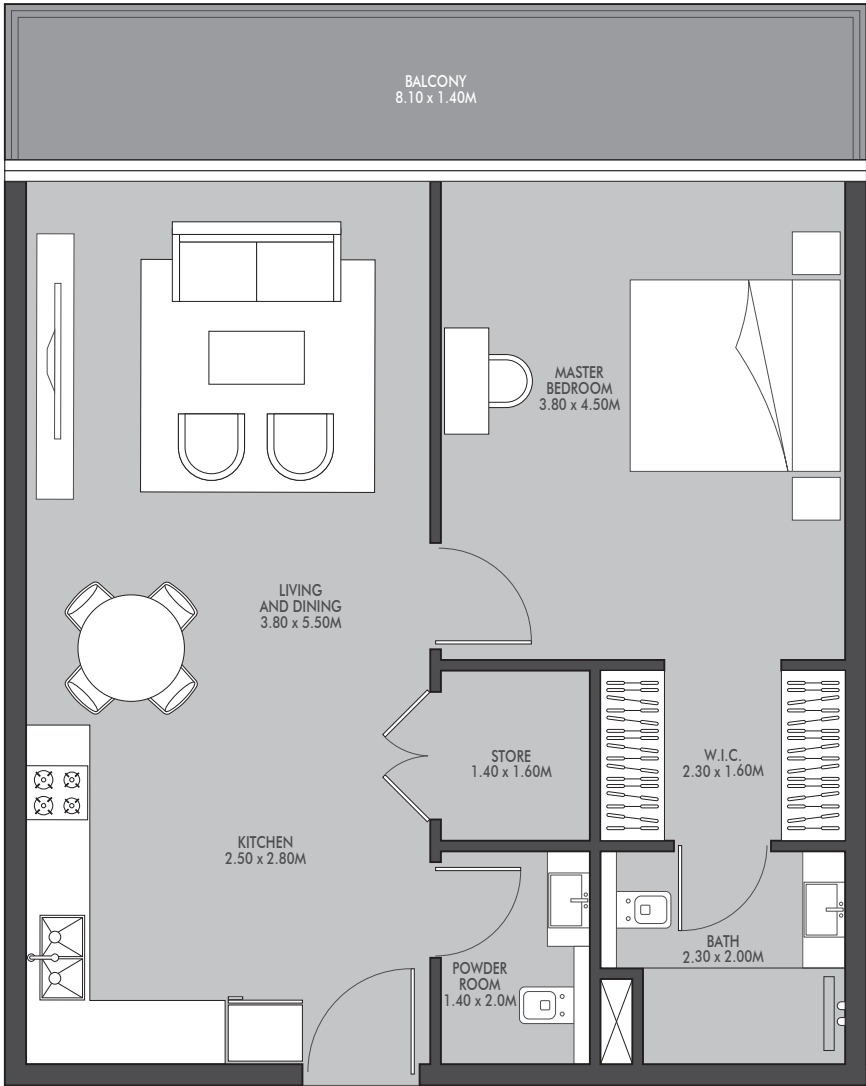 BALCONY
8.10 x 1.40M
MASTER
BEDROOM
3.80 x 4.50M
LIVING
AND DINING
3.80 x 5.50M
STORE
1.40 x 1.60M
W.I.C.
2.30 x 1.60M
KITCHEN
2.50 x 2.80M
BATH
2.30 x 2.00M
POWDER
ROOM
1.40 x 2.0M